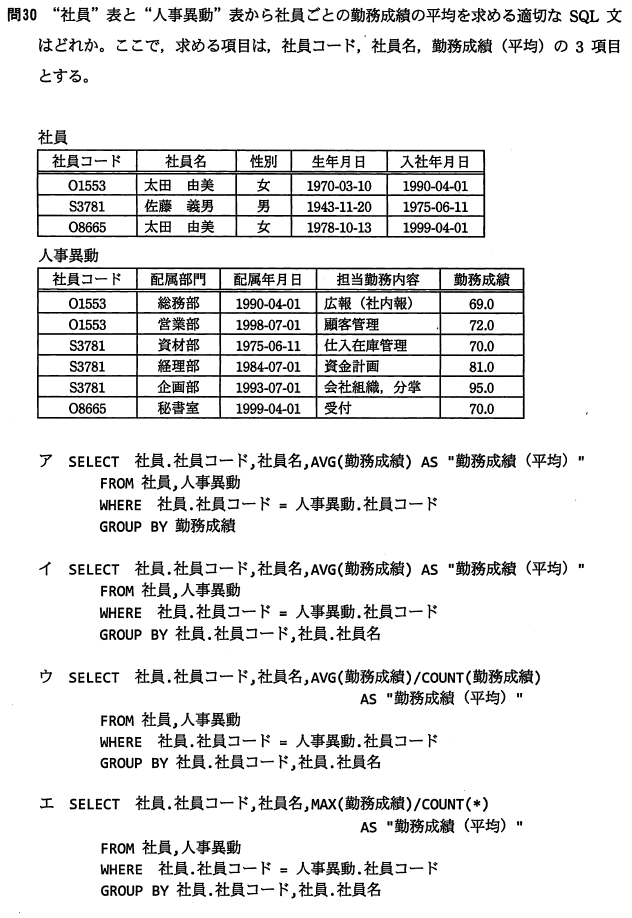 問30 “社員”表と“人事異動”表から社員ごとの勤務成績の平均を求める適切な SQL 文
はどれか。ここで，求める項目は，社員コード，社員名，勤務成績（平均）の 3 項目
とする。
社員
社員コード 社員名 性別 生年月日 入社年月日
O1553 太田　由美 女 1970-03-10 1990-04-01
S3781 佐藤　義男 男 1943-11-20 1975-06-11
O8665 太田　由美 女 1978-10-13 1999-04-01
人事異動
社員コード 配属部門 配属年月日 担当勤務内容 勤務成績
O1553 総務部 1990-04-01 広報（社内報） 69.0
O1553 営業部 1998-07-01 顧客管理 72.0
S3781 資材部 1975-06-11 仕入在庫管理 70.0
S3781 経理部 1984-07-01 資金計画 81.0
S3781 企画部 1993-07-01 会社組織，分掌 95.0
O8665 秘書室 1999-04-01 受付 70.0
ア SELECT 社員.社員コード,社員名,AVG(勤務成績) AS "勤務成績（平均）"
FROM 社員,人事異動
WHERE 社員.社員コード = 人事異動.社員コード
GROUP BY 勤務成績
イ SELECT 社員.社員コード,社員名,AVG(勤務成績) AS "勤務成績（平均）"
FROM 社員,人事異動
WHERE 社員.社員コード = 人事異動.社員コード
GROUP BY 社員.社員コード,社員.社員名
ウ SELECT 社員.社員コード,社員名,AVG(勤務成績)/COUNT(勤務成績)
AS "勤務成績（平均）"
FROM 社員,人事異動
WHERE 社員.社員コード = 人事異動.社員コード
GROUP BY 社員.社員コード,社員.社員名
エ SELECT 社員.社員コード,社員名,MAX(勤務成績)/COUNT(*)
AS "勤務成績（平均）"
FROM 社員,人事異動
WHERE 社員.社員コード = 人事異動.社員コード
GROUP BY 社員.社員コード,社員.社員名